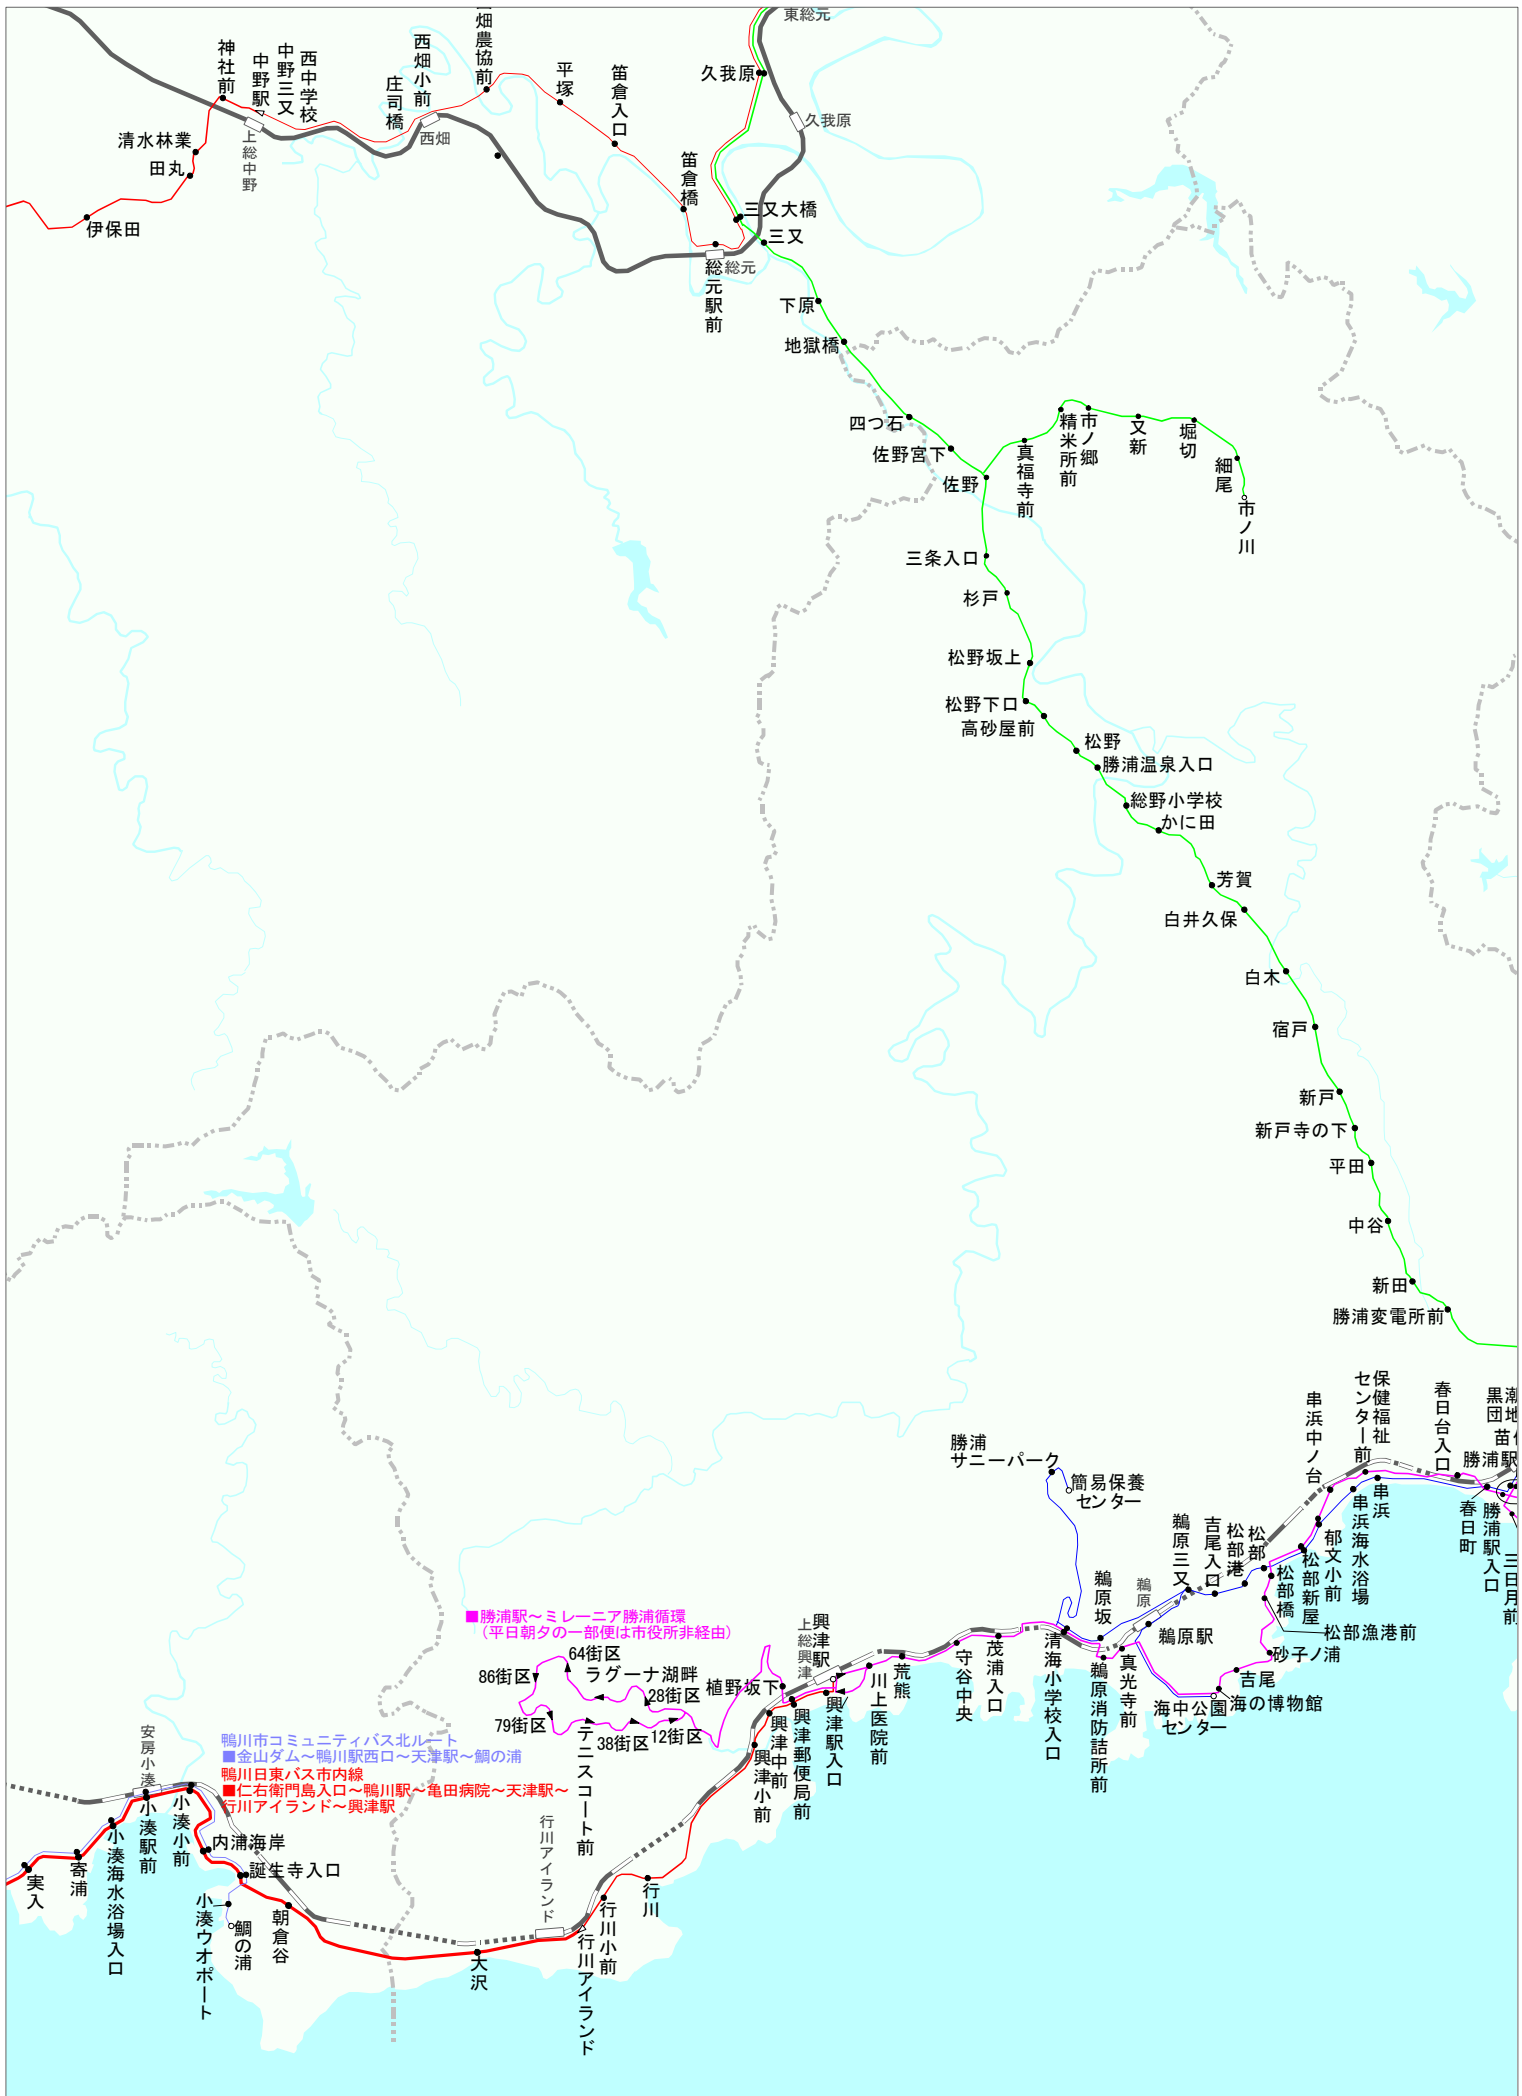 東総元
畑農協前
神社前
中野駅
中野三又
西中学校
庄司橋
西畑小前
西畑
平塚
笛倉入口
久我原
久我原
清水林業
田丸
上総中野
伊保田
笛倉橋
三又大橋
三又
総元
総元駅前
下原
地獄橋
四つ石
佐野宮下
佐野
真福寺前
精米所前
市ノ郷
又新
堀切
細尾
市ノ川
三条入口
杉戸
松野坂上
松野下口
高砂屋前
松野
勝浦温泉入口
総野小学校
かに田
芳賀
白井久保
白木
宿戸
新戸
新戸寺の下
平田
中谷
新田
勝浦変電所前
保健福祉
センター前
串浜中ノ台
春日台入口
勝浦駅
串浜
春日町
勝浦駅入口
三日月前
串浜海水浴場
郁文小前
松部新屋
松部橋
松部
松部港
吉尾入口
鵜原三又
松部漁港前
砂子ノ浦
吉尾
海の博物館
海中公園
センター
勝浦
サニーパーク
簡易保養
センター
鵜原坂
鵜原
鵜原駅
真光寺前
鵜原消防詰所前
清海小学校入口
茂浦入口
守谷中央
荒熊
川上医院前
興津駅
上総興津
興津駅入口
興津郵便局前
興津中前
興津小前
植野坂下
■勝浦駅～ミレーニア勝浦循環
（平日朝夕の一部便は市役所非経由）
64街区
ラグーナ湖畔
86街区
28街区
79街区
38街区
12街区
テニスコート前
安房小湊
鴨川市コミュニティバス北ルート
■金山ダム～鴨川駅西口～天津駅～鯛の浦
鴨川日東バス市内線
■仁右衛門島入口～鴨川駅～亀田病院～天津駅～
行川アイランド～興津駅
実入
寄浦
小湊海水浴場入口
小湊駅前
小湊小前
内浦海岸
誕生寺入口
小湊ウオポート
鯛の浦
朝倉谷
大沢
行川アイランド
行川アイランド
行川小前
行川